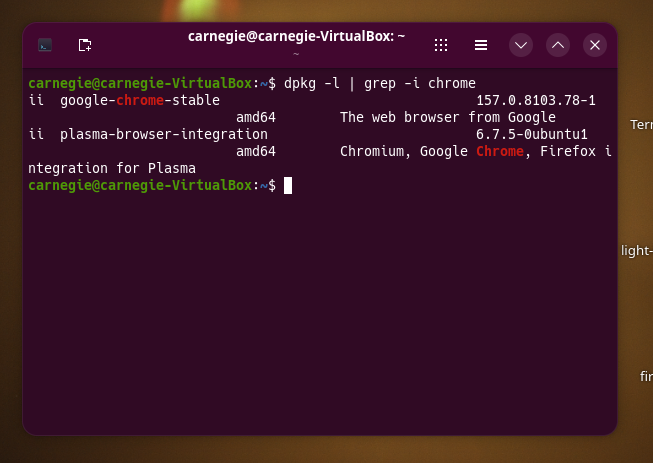 carnegie@carnegie-VirtualBox: ~
~
carnegie@carnegie-VirtualBox:~$ dpkg -l | grep -i chrome
ii  google-chrome-stable                                157.0.8103.78-1
                          amd64        The web browser from Google
ii  plasma-browser-integration                          6.7.5-0ubuntu1
                          amd64        Chromium, Google Chrome, Firefox i
ntegration for Plasma
carnegie@carnegie-VirtualBox:~$
Terr
light-
fir